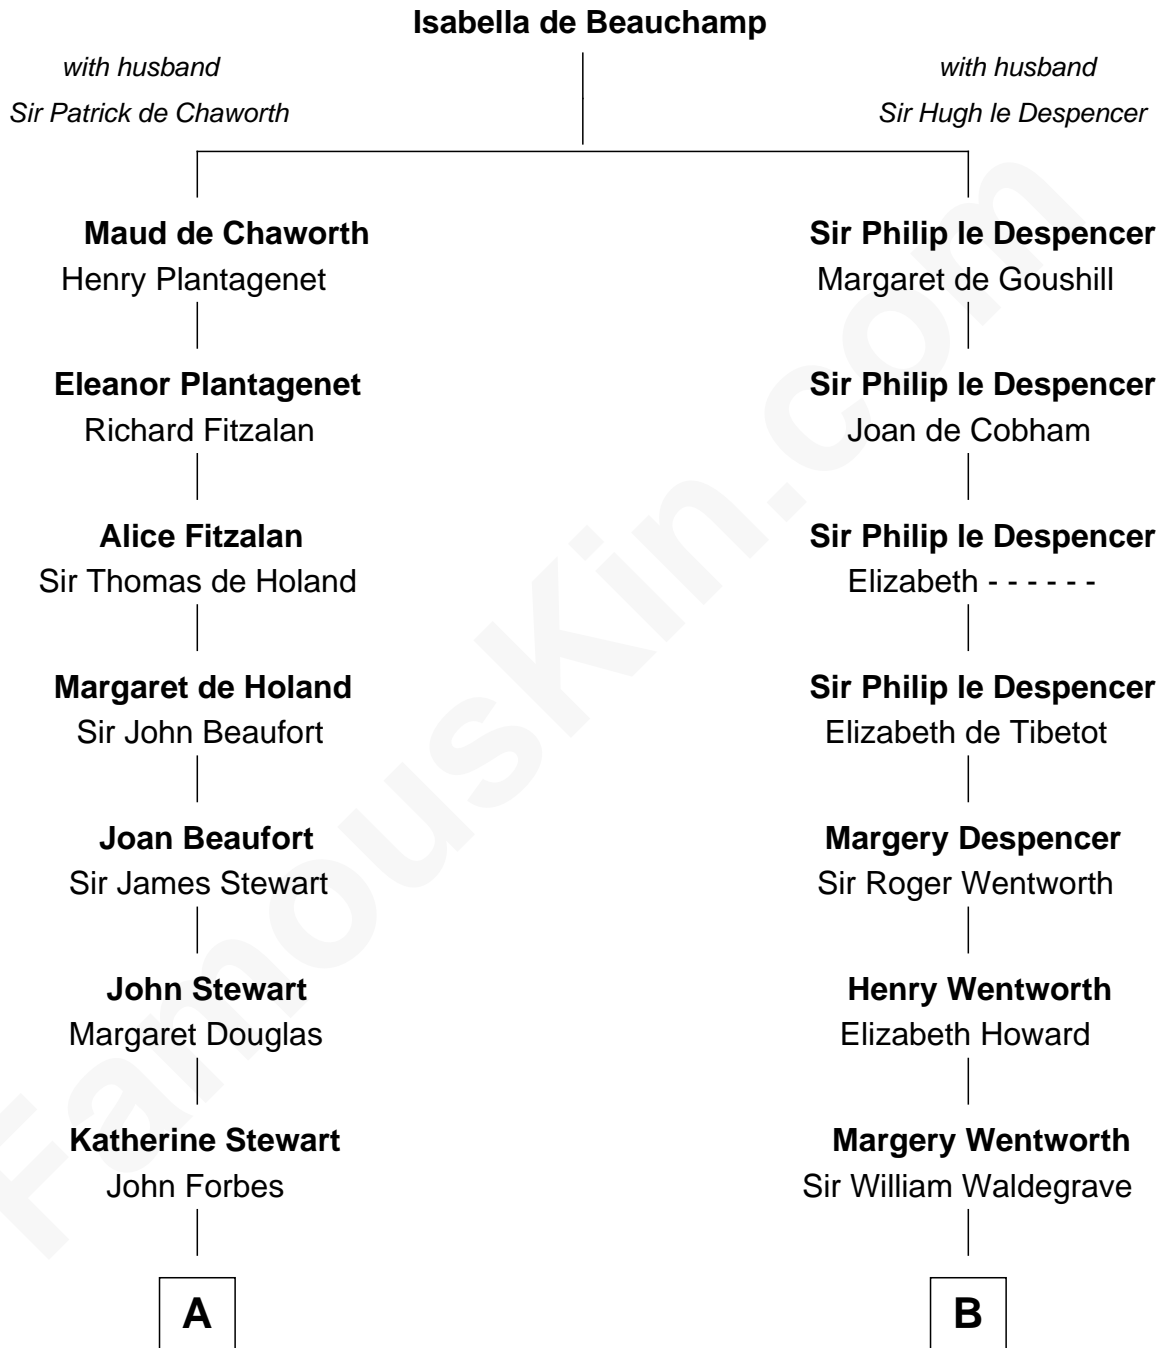 Isabella de Beauchamp
with husband
Sir Patrick de Chaworth
with husband
Sir Hugh le Despencer
Maud de Chaworth
Henry Plantagenet
Sir Philip le Despencer
Margaret de Goushill
Eleanor Plantagenet
Richard Fitzalan
Sir Philip le Despencer
Joan de Cobham
Alice Fitzalan
Sir Thomas de Holand
Sir Philip le Despencer
Elizabeth - - - - - -
Margaret de Holand
Sir John Beaufort
Sir Philip le Despencer
Elizabeth de Tibetot
Joan Beaufort
Sir James Stewart
Margery Despencer
Sir Roger Wentworth
John Stewart
Margaret Douglas
Henry Wentworth
Elizabeth Howard
Katherine Stewart
John Forbes
Margery Wentworth
Sir William Waldegrave
A
B
FamousKin.com